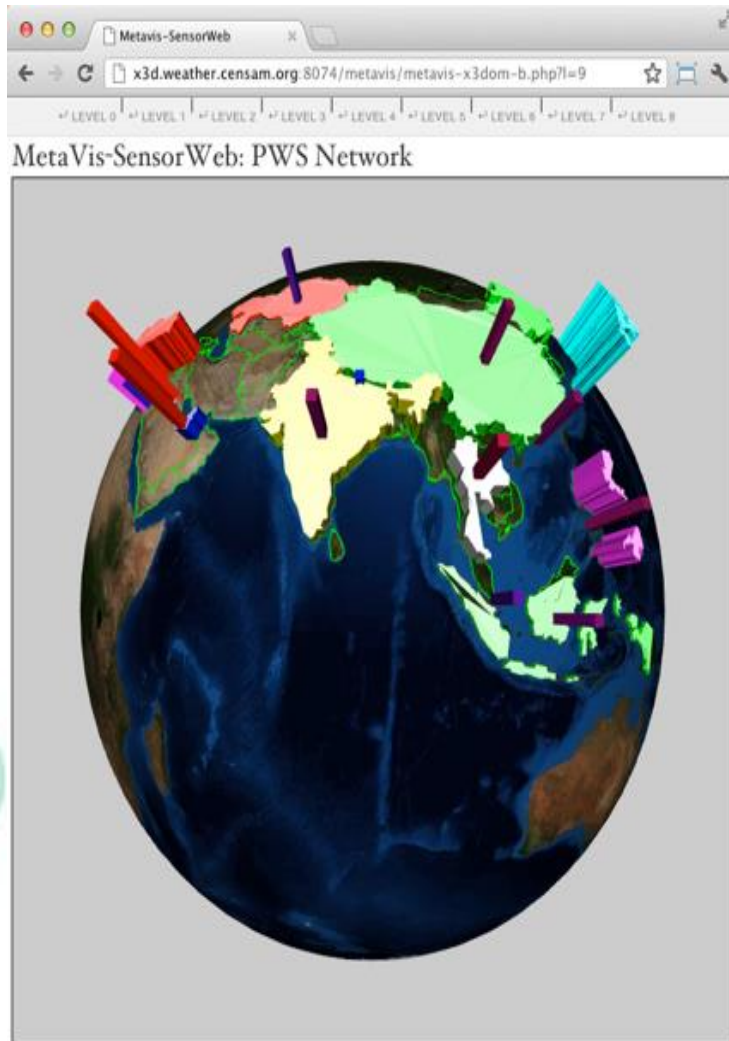 Metavis-SensorWeb
x3d.weather.censam.org:8074/metavis/metavis-x3dom-b.php?l=9
LEVEL 0 LEVEL 1 LEVEL 2 LEVEL 3 LEVEL 4 LEVEL 5 LEVEL 6 LEVEL 7 LEVEL 8
MetaVis-SensorWeb: PWS Network